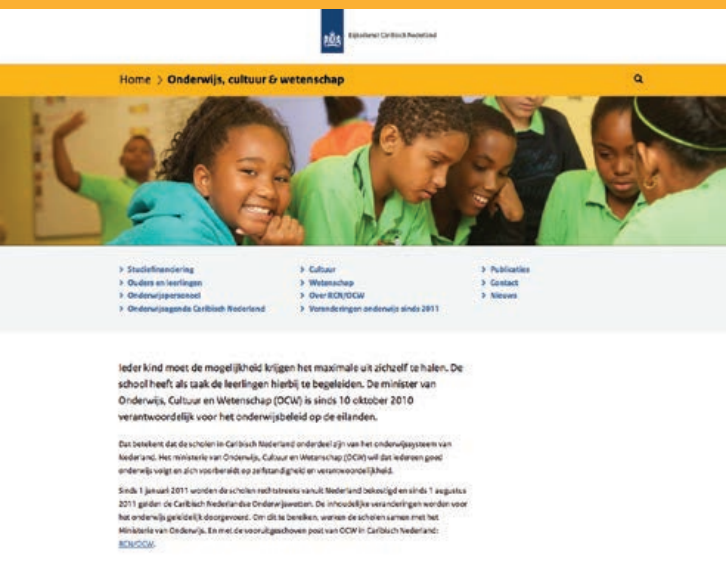 Rijksdienst Caribisch Nederland
Home > Onderwijs, cultuur & wetenschap
> Studiefinanciering
> Ouders en leerlingen
> Onderwijspersoneel
> Onderwijsagenda Caribisch Nederland
> Cultuur
> Wetenschap
> Over RCN/OCW
> Veranderingen onderwijs sinds 2011
> Publicaties
> Contact
> Nieuws
Ieder kind moet de mogelijkheid krijgen het maximale uit zichzelf te halen. De
school heeft als taak de leerlingen hierbij te begeleiden. De minister van
Onderwijs, Cultuur en Wetenschap (OCW) is sinds 10 oktober 2010
verantwoordelijk voor het onderwijsbeleid op de eilanden.
Dat betekent dat de scholen in Caribisch Nederland onderdeel zijn van het onderwijssysteem van
Nederland. Het ministerie van Onderwijs, Cultuur en Wetenschap (OCW) wil dat iedereen goed
onderwijs volgt en zich voorbereidt op zelfstandigheid en verantwoordelijkheid.
Sinds 1 januari 2011 worden de scholen rechtstreeks vanuit Nederland bekostigd en sinds 1 augustus
2011 gelden de Caribisch Nederlandse Onderwijswetten. De inhoudelijke veranderingen worden voor
het onderwijs geleidelijk doorgevoerd. Om dit te bereiken, werken de scholen samen met het
Ministerie van Onderwijs. En met de vooruitgeschoven post van OCW in Caribisch Nederland:
RCN/OCW.